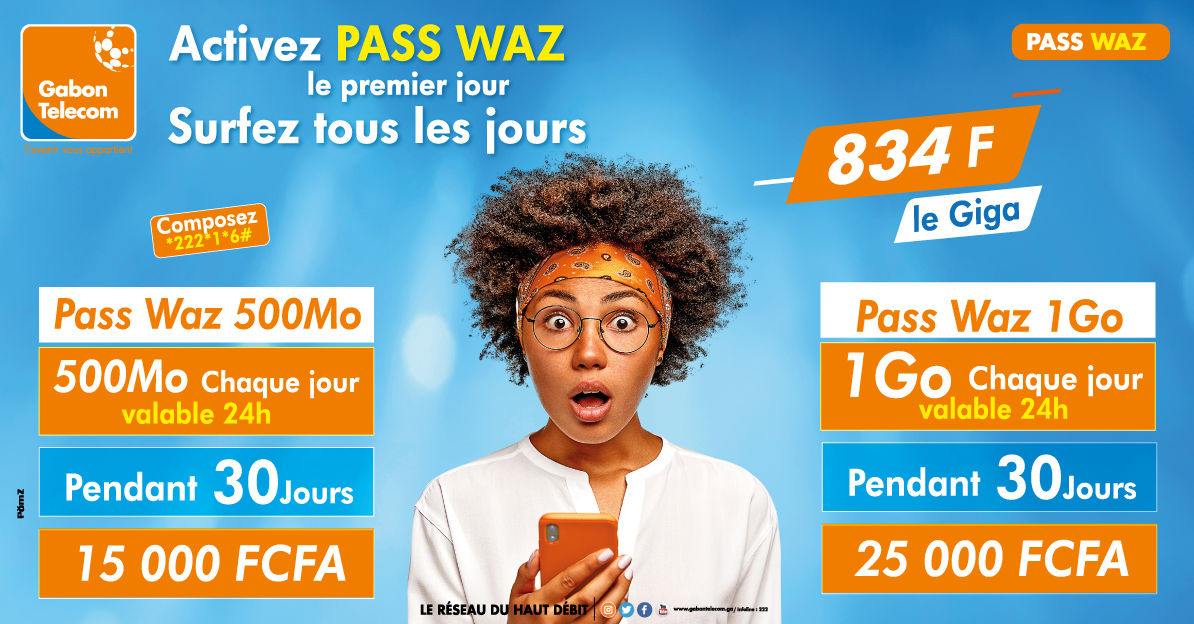 Gabon
Telecom
L'avenir vous appartient
Activez PASS WAZ
le premier jour
Surfez tous les jours
PASS WAZ
834 F
le Giga
Composez
*222*1*6#
Pass Waz 500Mo
500Mo Chaque jour
valable 24h
Pendant 30Jours
15 000 FCFA
Pass Waz 1Go
1Go Chaque jour
valable 24h
Pendant 30Jours
25 000 FCFA
PômZ
LE RÉSEAU DU HAUT DÉBIT
www.gabontelecom.ga / infoline : 222